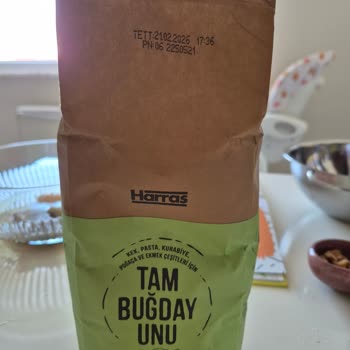 TETT:21.02.2026 17:36
PN:06 2250521
Harras
KEK, PASTA, KURABİYE,
POĞAÇA VE EKMEK ÇEŞİTLERİ İÇİN
TAM
BUĞDAY
UNU